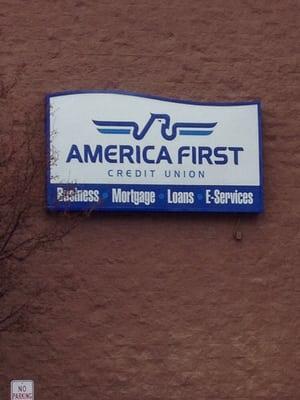 AMERICA FIRST
CREDIT UNION
Business • Mortgage • Loans • E-Services
NO
PARKING